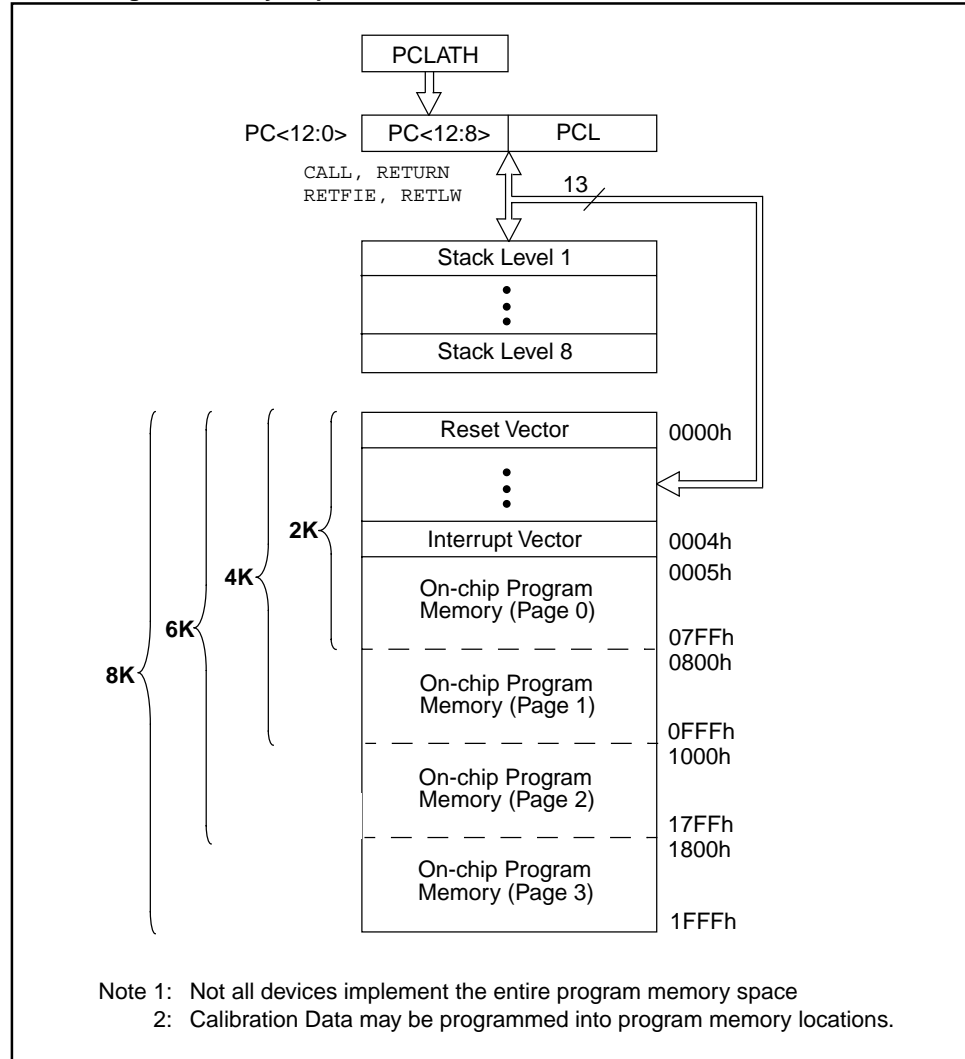 PCLATH
PC<12:0>
PC<12:8>
PCL
CALL, RETURN
RETFIE, RETLW
13
Stack Level 1
Stack Level 8
Reset Vector
0000h
2K
Interrupt Vector
0004h
0005h
4K
On-chip Program
Memory (Page 0)
6K
07FFh
0800h
8K
On-chip Program
Memory (Page 1)
0FFFh
1000h
On-chip Program
Memory (Page 2)
17FFh
1800h
On-chip Program
Memory (Page 3)
1FFFh
Note 1: Not all devices implement the entire program memory space
2: Calibration Data may be programmed into program memory locations.